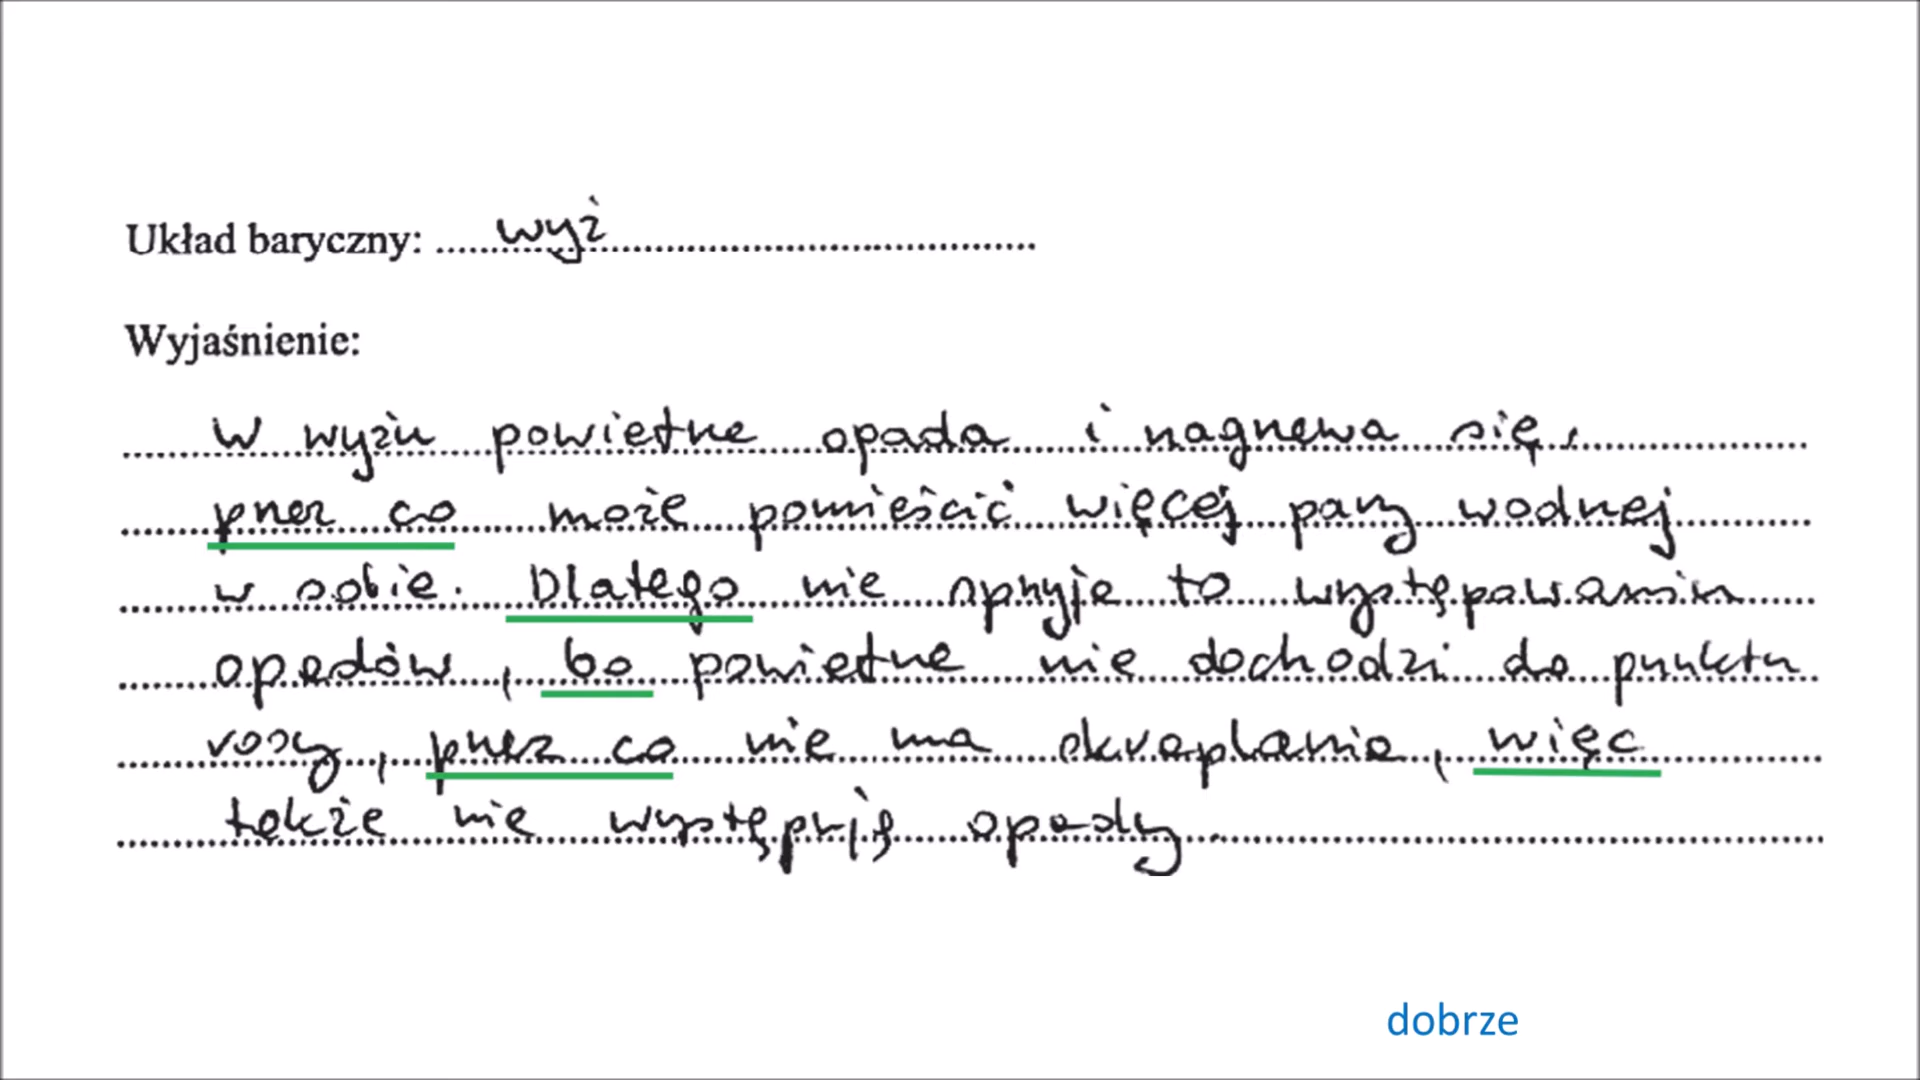 Układ baryczny: wyż
Wyjaśnienie:
W wyżu powietrze opada i nagrzewa się,
przez co może pomieścić więcej pary wodnej
w sobie. Dlatego nie sprzyja to występowaniu
opadów, bo powietrze nie dochodzi do punktu
rosy, przez co nie ma skraplania, więc
także nie występują opady.
dobrze